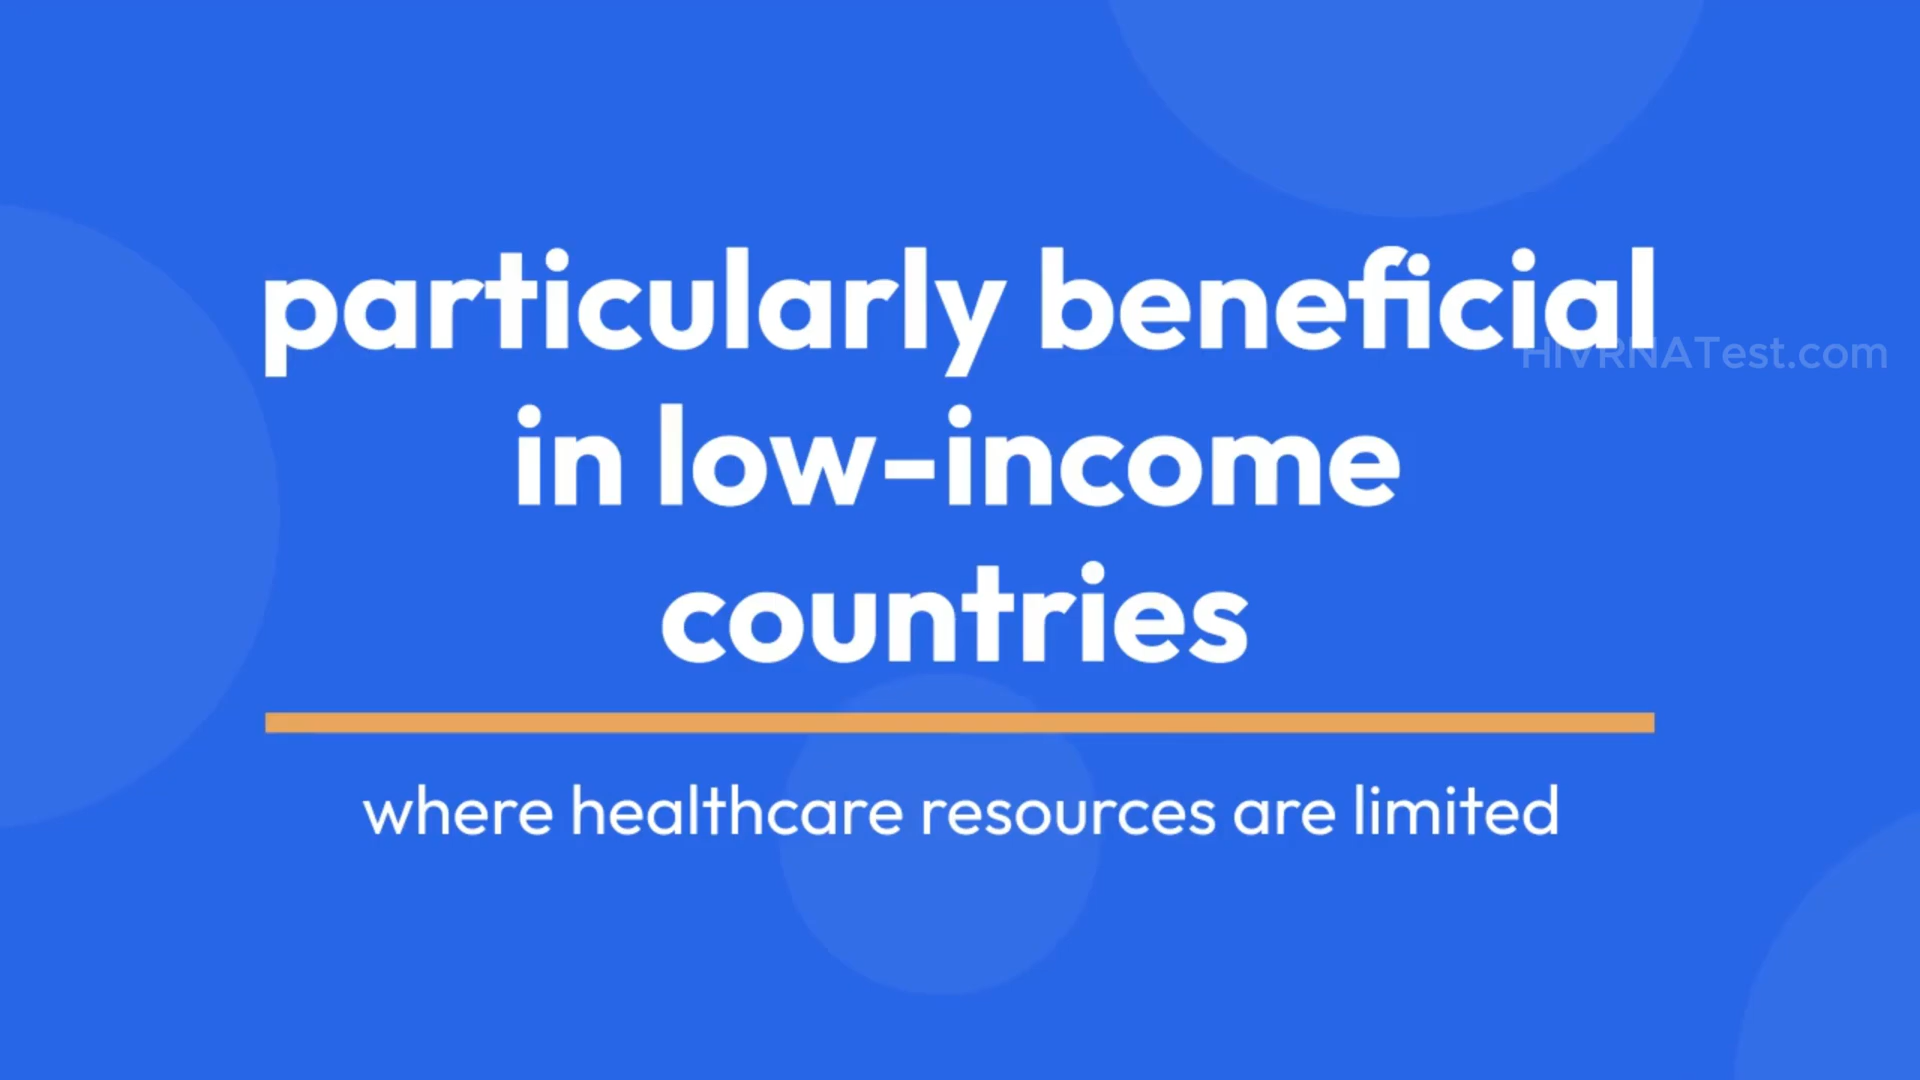 particularly beneficial
HIVRNATest.com
in low-income
countries
where healthcare resources are limited